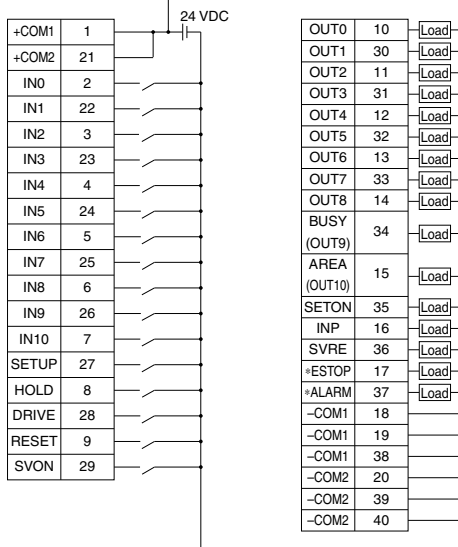 24 VDC
+COM1 1
+COM2 21
IN0 2
IN1 22
IN2 3
IN3 23
IN4 4
IN5 24
IN6 5
IN7 25
IN8 6
IN9 26
IN10 7
SETUP 27
HOLD 8
DRIVE 28
RESET 9
SVON 29
OUT0 10 Load
OUT1 30 Load
OUT2 11 Load
OUT3 31 Load
OUT4 12 Load
OUT5 32 Load
OUT6 13 Load
OUT7 33 Load
OUT8 14 Load
BUSY
(OUT9) 34 Load
AREA
(OUT10) 15 Load
SETON 35 Load
INP 16 Load
SVRE 36 Load
*ESTOP 17 Load
*ALARM 37 Load
–COM1 18
–COM1 19
–COM1 38
–COM2 20
–COM2 39
–COM2 40